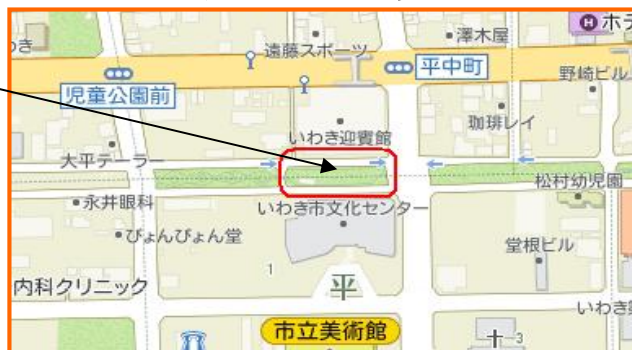 ホテ
澤木屋
遠藤スポーツ
平中町
野崎ビル
児童公園前
珈琲レイ
いわき迎賓館
大平テーラー
松村幼児園
永井眼科
いわき市文化センター
ぴょんぴょん堂
堂根ビル
1
内科クリニック
平
いわき
市立美術館
3